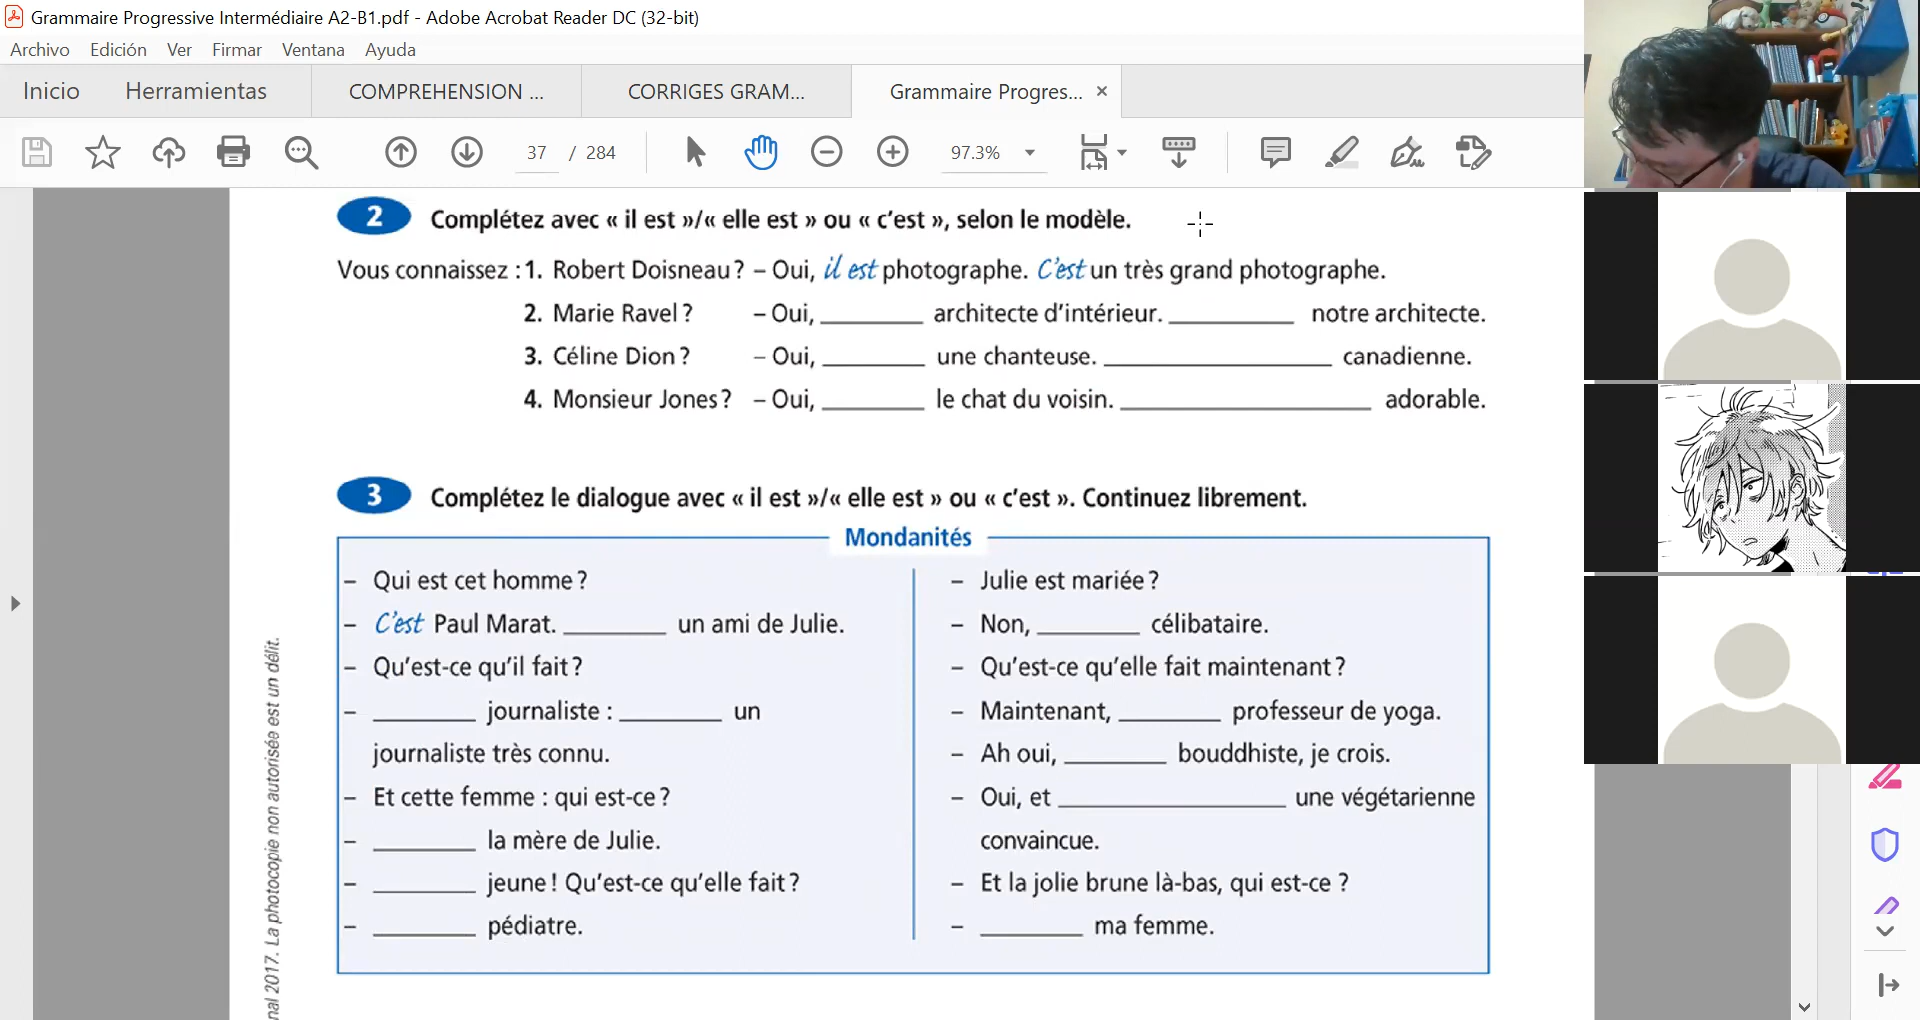 Grammaire Progressive Intermédiaire A2-B1.pdf - Adobe Acrobat Reader DC (32-bit)
Archivo Edición Ver Firmar Ventana Ayuda
Inicio Herramientas COMPREHENSION ... CORRIGES GRAM... Grammaire Progres... ×
37 / 284 97.3%
2 Complétez avec « il est »/« elle est » ou « c’est », selon le modèle.
Vous connaissez : 1. Robert Doisneau ? – Oui, il est photographe. C’est un très grand photographe.
2. Marie Ravel ? – Oui, ________ architecte d’intérieur. __________ notre architecte.
3. Céline Dion ? – Oui, ________ une chanteuse. __________________ canadienne.
4. Monsieur Jones ? – Oui, ________ le chat du voisin. ____________________ adorable.
3 Complétez le dialogue avec « il est »/« elle est » ou « c’est ». Continuez librement.
Mondanités
– Qui est cet homme ?
– C’est Paul Marat. ________ un ami de Julie.
– Qu’est-ce qu’il fait ?
– ________ journaliste : ________ un
journaliste très connu.
– Et cette femme : qui est-ce ?
– ________ la mère de Julie.
– ________ jeune ! Qu’est-ce qu’elle fait ?
– ________ pédiatre.
– Julie est mariée ?
– Non, ________ célibataire.
– Qu’est-ce qu’elle fait maintenant ?
– Maintenant, ________ professeur de yoga.
– Ah oui, ________ bouddhiste, je crois.
– Oui, et __________________ une végétarienne
convaincue.
– Et la jolie brune là-bas, qui est-ce ?
– ________ ma femme.
nal 2017. La photocopie non autorisée est un délit.